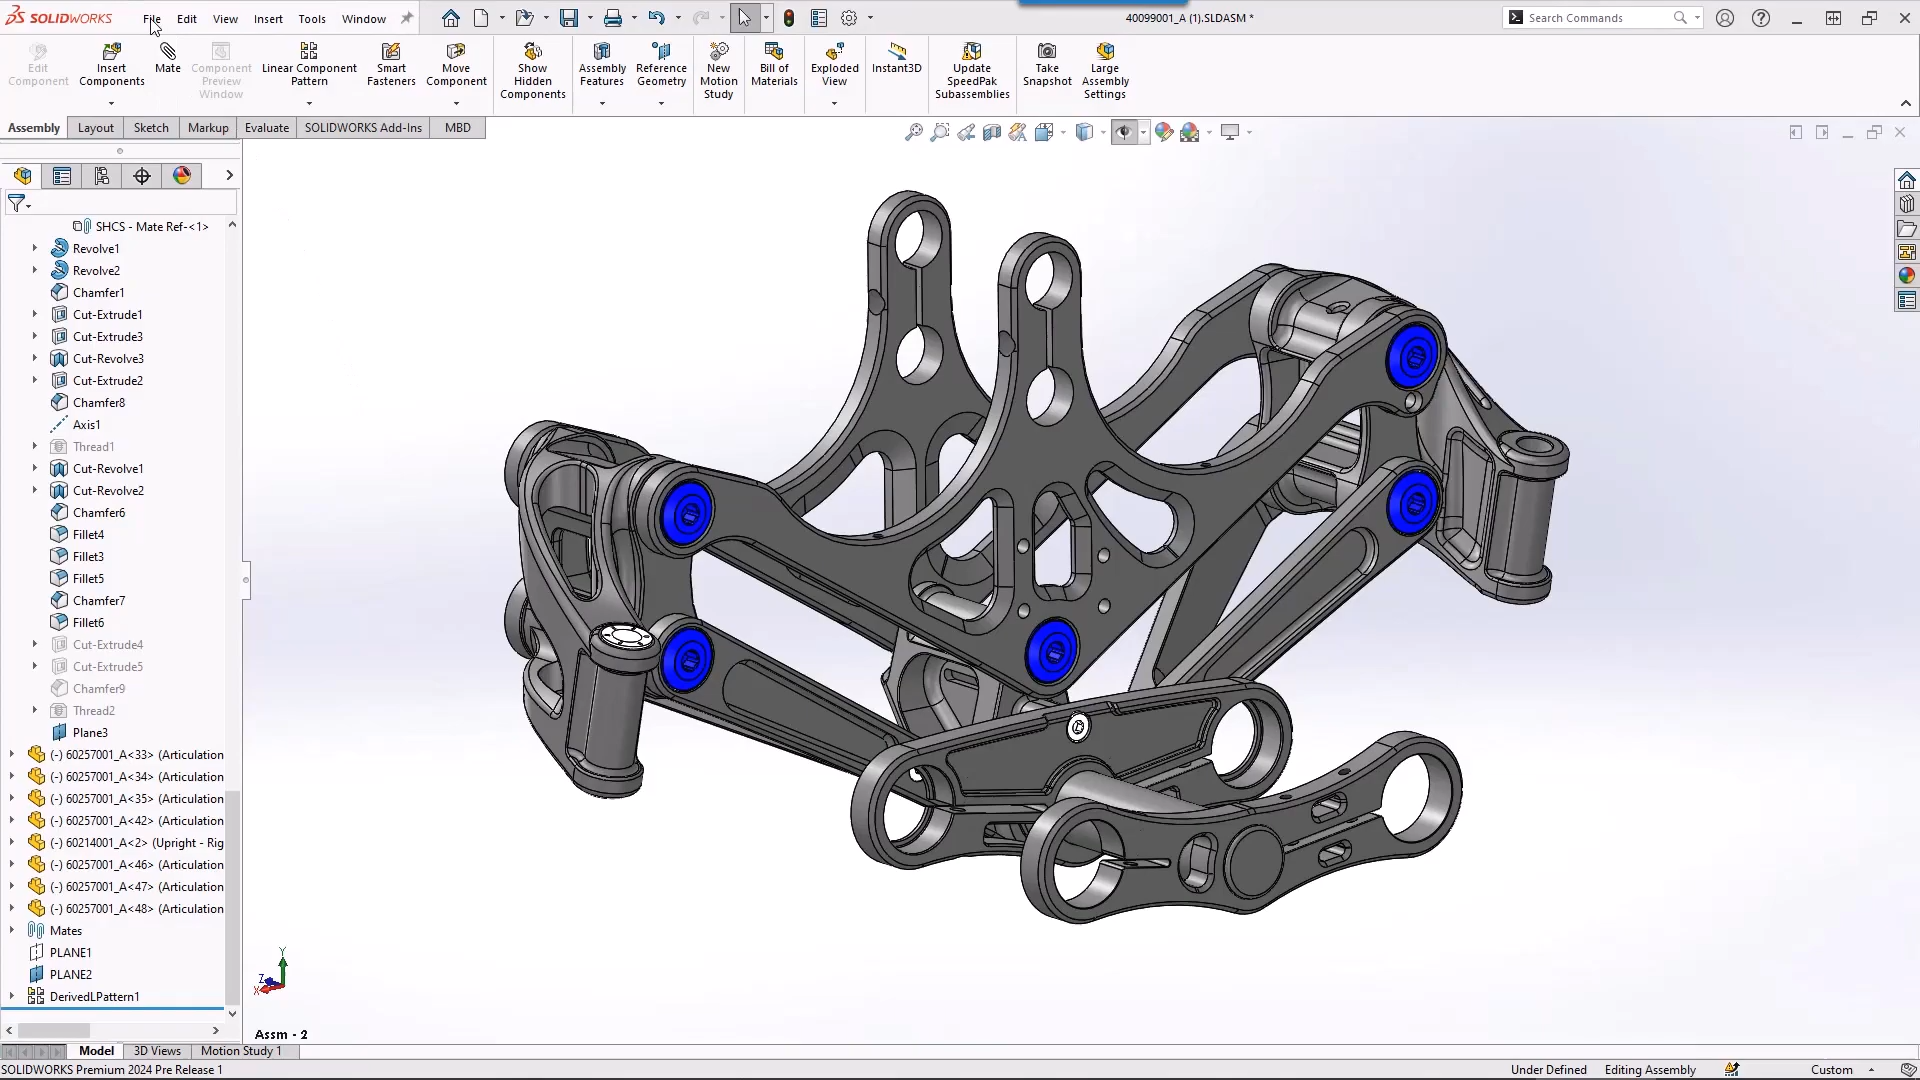 SOLIDWORKS File Edit View Insert Tools Window 40099001_A (1).SLDASM * Search Commands
Edit Component
Insert Components
Mate
Component Preview Window
Linear Component Pattern
Smart Fasteners
Move Component
Show Hidden Components
Assembly Features
Reference Geometry
New Motion Study
Bill of Materials
Exploded View
Instant3D
Update SpeedPak Subassemblies
Take Snapshot
Large Assembly Settings
Assembly Layout Sketch Markup Evaluate SOLIDWORKS Add-Ins MBD
SHCS - Mate Ref-<1>
Revolve1
Revolve2
Chamfer1
Cut-Extrude1
Cut-Extrude3
Cut-Revolve3
Cut-Extrude2
Chamfer8
Axis1
Thread1
Cut-Revolve1
Cut-Revolve2
Chamfer6
Fillet4
Fillet3
Fillet5
Chamfer7
Fillet6
Cut-Extrude4
Cut-Extrude5
Chamfer9
Thread2
Plane3
(-) 60257001_A<33> (Articulation
(-) 60257001_A<34> (Articulation
(-) 60257001_A<35> (Articulation
(-) 60257001_A<42> (Articulation
(-) 60214001_A<2> (Upright - Rig
(-) 60257001_A<46> (Articulation
(-) 60257001_A<47> (Articulation
(-) 60257001_A<48> (Articulation
Mates
PLANE1
PLANE2
DerivedLPattern1
Y
Z
X
Assm - 2
Model 3D Views Motion Study 1
SOLIDWORKS Premium 2024 Pre Release 1 Under Defined Editing Assembly Custom